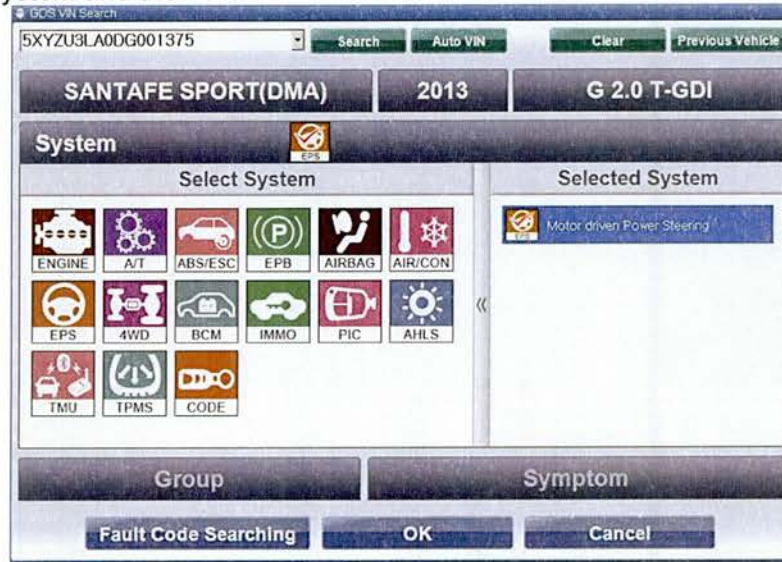 GDS VIN Search
5XYZU3LA0DG001375 Search Auto VIN Clear Previous Vehicle
SANTAFE SPORT(DMA) 2013 G 2.0 T-GDI
System EPS
Select System Selected System
EPS Motor driven Power Steering
ENGINE A/T ABS/ESC EPB AIRBAG AIR/CON
EPS 4WD BCM IMMO PIC AHLS
TMU TPMS CODE
Group Symptom
Fault Code Searching OK Cancel